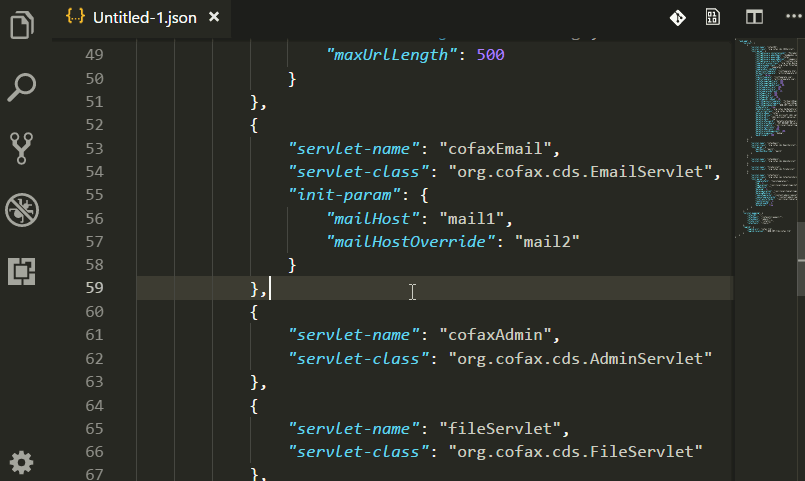 Untitled-1.json
49 "maxUrlLength": 500
50 }
51 },
52 {
53 "servlet-name": "cofaxEmail",
54 "servlet-class": "org.cofax.cds.EmailServlet",
55 "init-param": {
56 "mailHost": "mail1",
57 "mailHostOverride": "mail2"
58 }
59 },
60 {
61 "servlet-name": "cofaxAdmin",
62 "servlet-class": "org.cofax.cds.AdminServlet"
63 },
64 {
65 "servlet-name": "fileServlet",
66 "servlet-class": "org.cofax.cds.FileServlet"
67 },